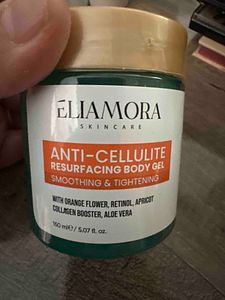 ELIAMORA
SKINCARE
ANTI-CELLULITE
RESURFACING BODY GEL
SMOOTHING & TIGHTENING
WITH ORANGE FLOWER, RETINOL, APRICOT
COLLAGEN BOOSTER, ALOE VERA
150 ml℮ / 5.07 fl. oz.